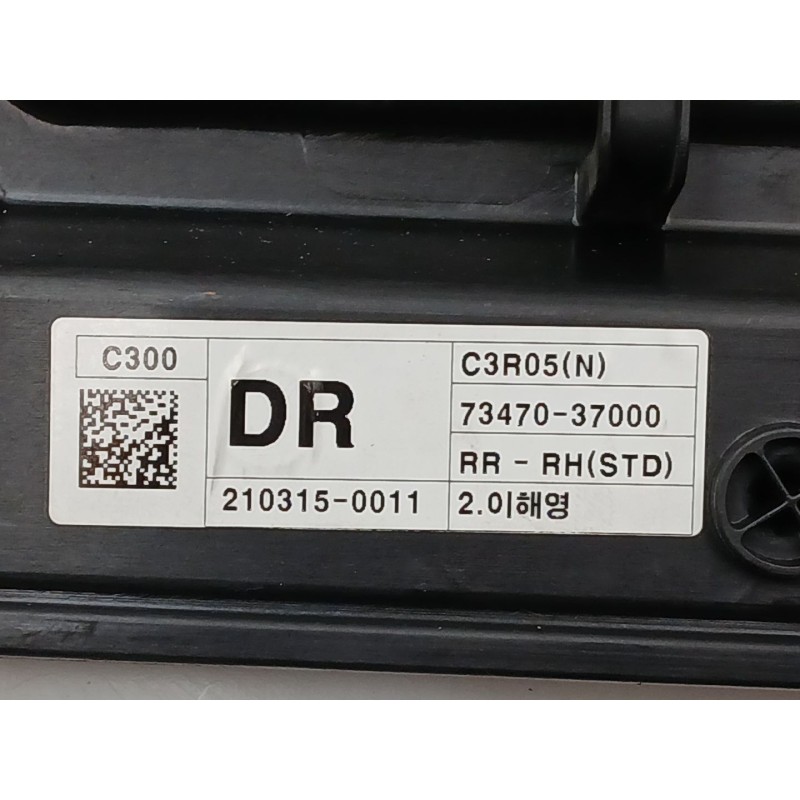 C300
DR
210315-0011
C3R05(N)
73470-37000
RR - RH(STD)
2.이해영